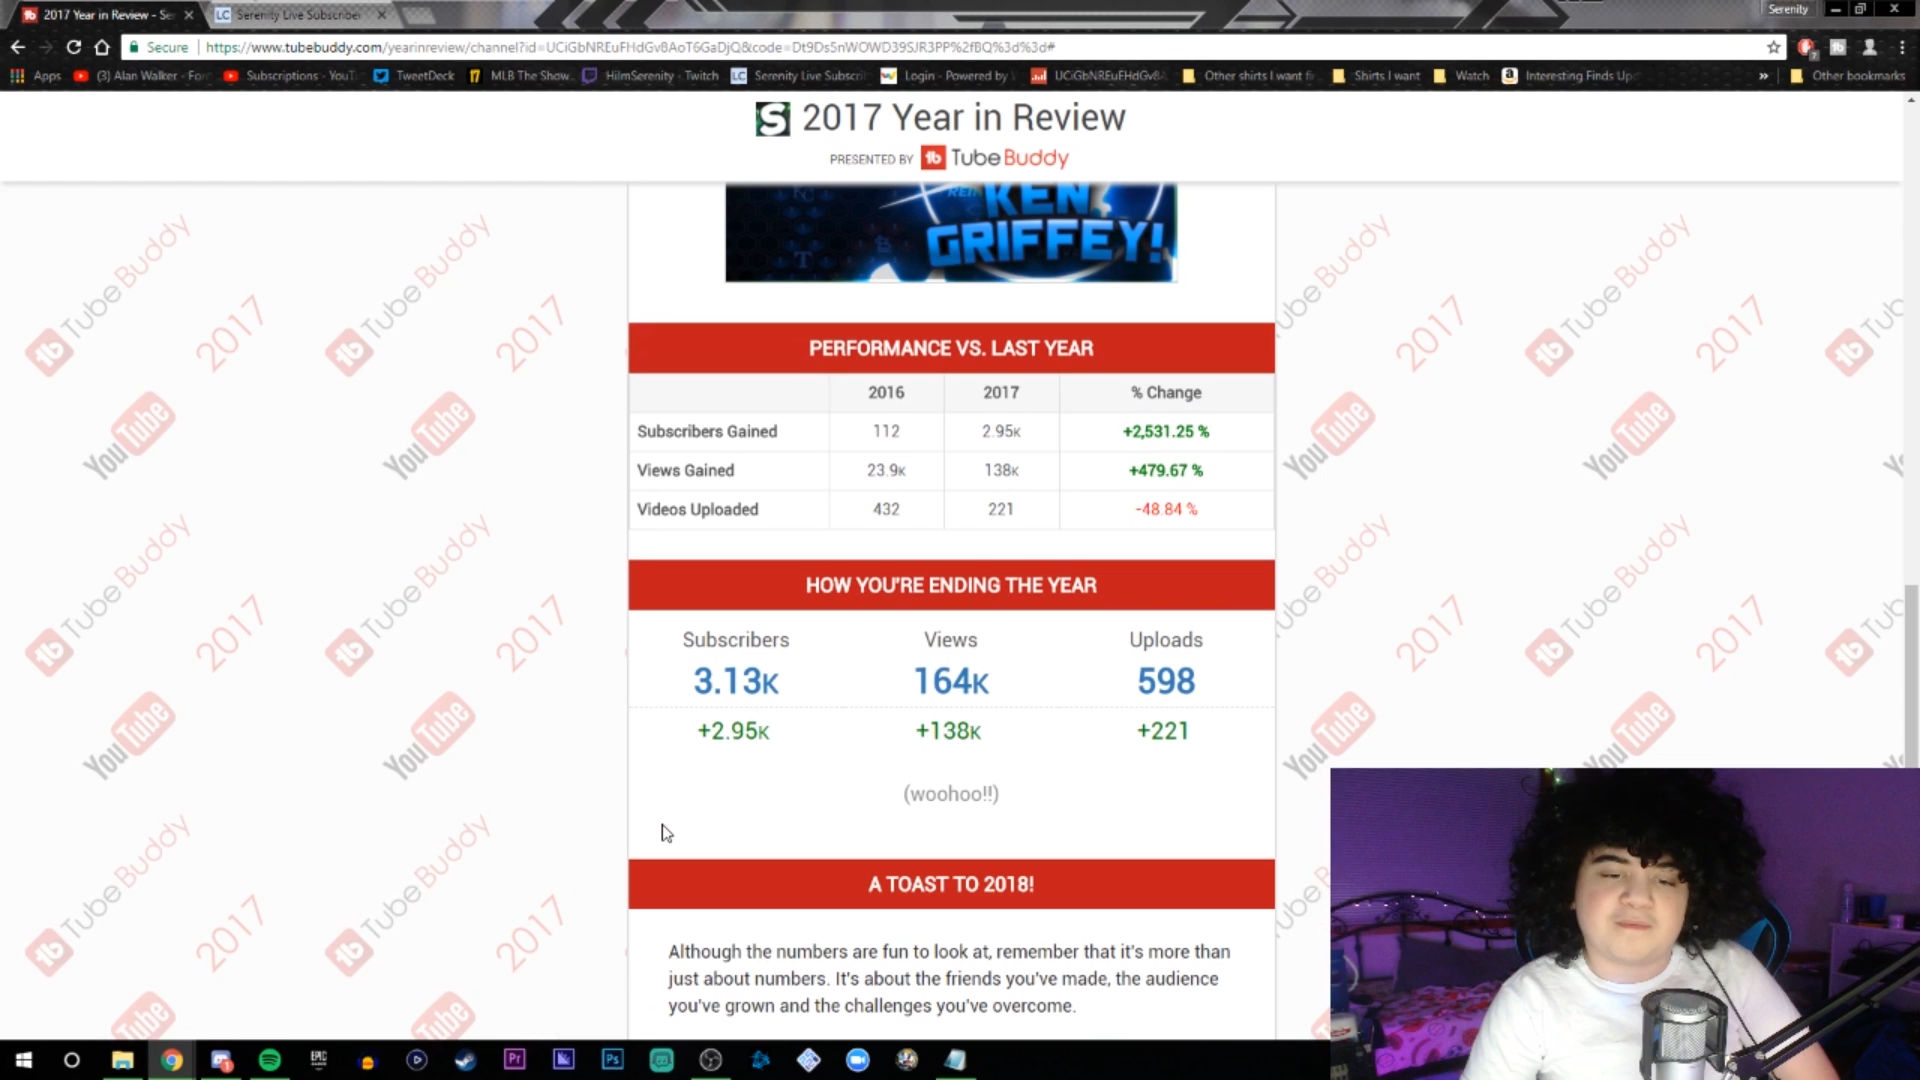 2017 Year in Review - Se
Serenity Live Subscriber
Serenity
Secure
https://www.tubebuddy.com/yearinreview/channel?id=UCiGbNREuFHdGv8AoT6GaDjQ&code=Dt9Ds5nWOWD39SJR3PP%2fBQ%3d%3d#
Apps
(3) Alan Walker - For
Subscriptions - YouT
TweetDeck
MLB The Show
HiImSerenity - Twitch
Serenity Live Subscri
Login - Powered by
UCiGbNREuFHdGv8
Other shirts I want fi
Shirts I want
Watch
Interesting Finds Up
Other bookmarks
2017 Year in Review
PRESENTED BY TubeBuddy
KEN
GRIFFEY!
PERFORMANCE VS. LAST YEAR
2016 2017 % Change
Subscribers Gained 112 2.95K +2,531.25 %
Views Gained 23.9K 138K +479.67 %
Videos Uploaded 432 221 -48.84 %
HOW YOU'RE ENDING THE YEAR
Subscribers Views Uploads
3.13K 164K 598
+2.95K +138K +221
(woohoo!!)
A TOAST TO 2018!
Although the numbers are fun to look at, remember that it's more than
just about numbers. It's about the friends you've made, the audience
you've grown and the challenges you've overcome.
TubeBuddy
2017
YouTube